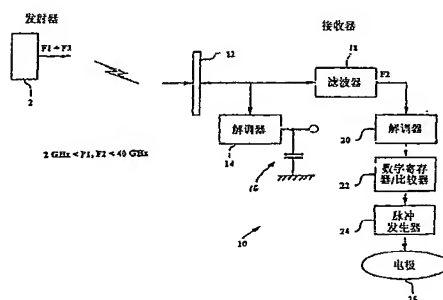 发射器
接收器
F1+F2
2
12
18
滤波器
F2
解调器
14
解调器
20
2 GHz < F1, F2 < 40 GHz
16
数字寄存
器/比较器
22
10
脉冲
发生器
24
电极
26